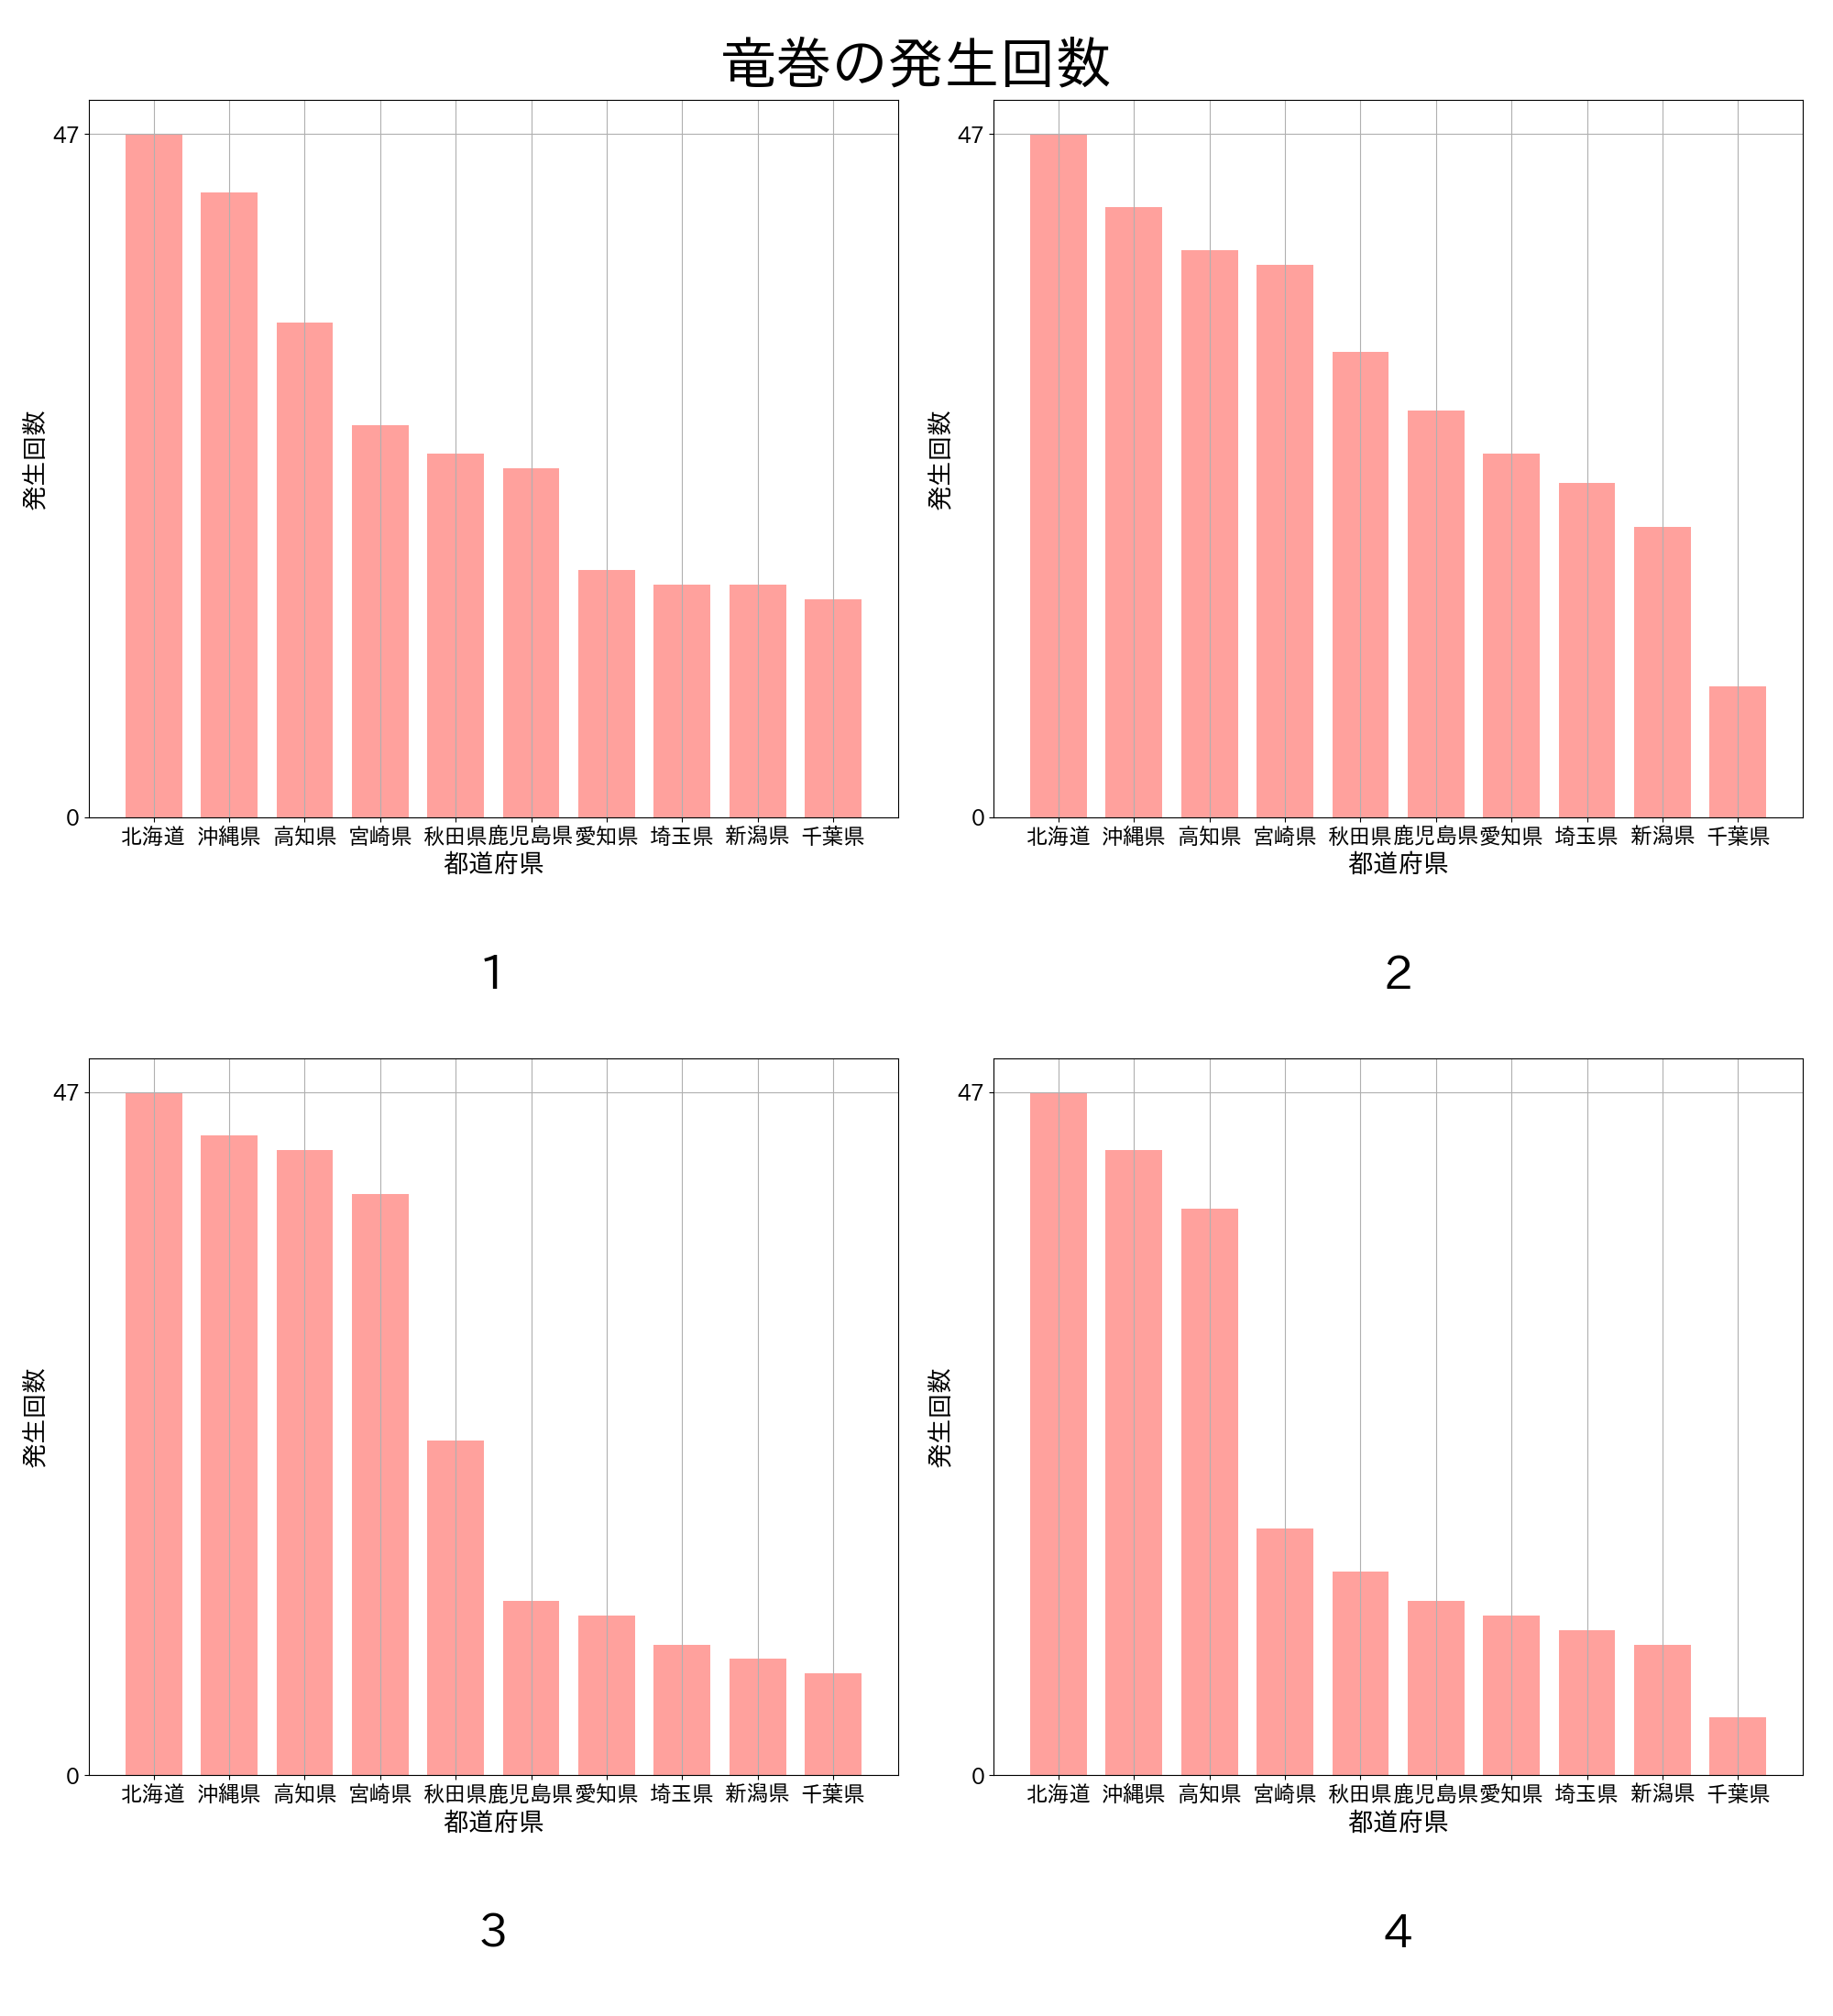 竜巻の発生回数
47
0
発生回数
北海道 沖縄県 高知県 宮崎県 秋田県 鹿児島県 愛知県 埼玉県 新潟県 千葉県
都道府県
1
47
0
発生回数
北海道 沖縄県 高知県 宮崎県 秋田県 鹿児島県 愛知県 埼玉県 新潟県 千葉県
都道府県
2
47
0
発生回数
北海道 沖縄県 高知県 宮崎県 秋田県 鹿児島県 愛知県 埼玉県 新潟県 千葉県
都道府県
3
47
0
発生回数
北海道 沖縄県 高知県 宮崎県 秋田県 鹿児島県 愛知県 埼玉県 新潟県 千葉県
都道府県
4